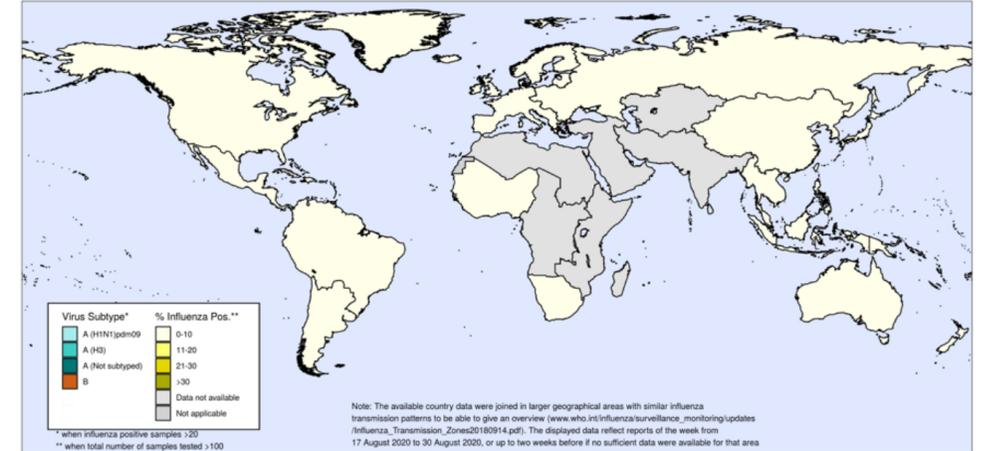 Virus Subtype* % Influenza Pos.**
A (H1N1)pdm09 0-10
A (H3) 11-20
A (Not subtyped) 21-30
B >30
Data not available
Not applicable
* when influenza positive samples >20
** when total number of samples tested >100
Note: The available country data were joined in larger geographical areas with similar influenza
transmission patterns to be able to give an overview (www.who.int/influenza/surveillance_monitoring/updates
/Influenza_Transmission_Zones20180914.pdf). The displayed data reflect reports of the week from
17 August 2020 to 30 August 2020, or up to two weeks before if no sufficient data were available for that area